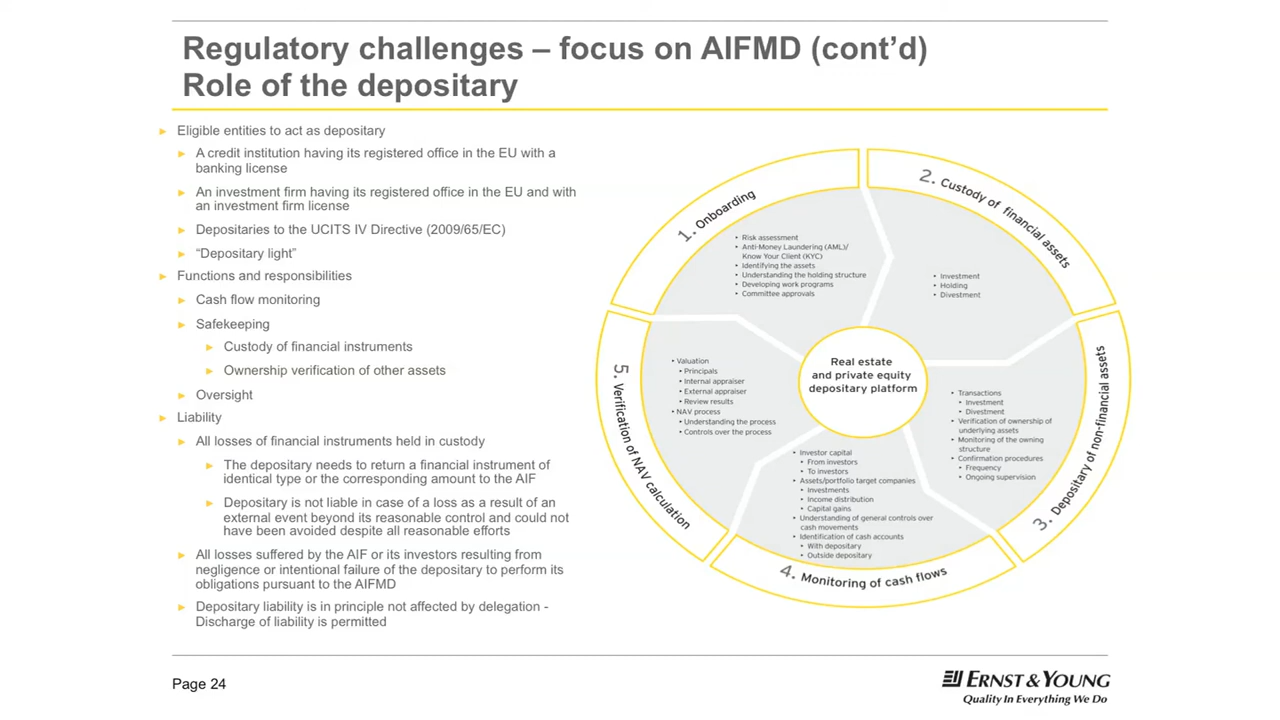 Regulatory challenges – focus on AIFMD (cont’d)
Role of the depositary
► Eligible entities to act as depositary
► A credit institution having its registered office in the EU with a
banking license
► An investment firm having its registered office in the EU and with
an investment firm license
► Depositaries to the UCITS IV Directive (2009/65/EC)
► “Depositary light”
► Functions and responsibilities
► Cash flow monitoring
► Safekeeping
► Custody of financial instruments
► Ownership verification of other assets
► Oversight
► Liability
► All losses of financial instruments held in custody
► The depositary needs to return a financial instrument of
identical type or the corresponding amount to the AIF
► Depositary is not liable in case of a loss as a result of an
external event beyond its reasonable control and could not
have been avoided despite all reasonable efforts
► All losses suffered by the AIF or its investors resulting from
negligence or intentional failure of the depositary to perform its
obligations pursuant to the AIFMD
► Depositary liability is in principle not affected by delegation -
Discharge of liability is permitted
Real estate
and private equity
depositary platform
1. Onboarding
• Risk assessment
• Anti-Money Laundering (AML)/
Know Your Client (KYC)
• Identifying the assets
• Understanding the holding structure
• Developing work programs
• Committee approvals
2. Custody of financial assets
• Investment
• Holding
• Divestment
3. Depositary of non-financial assets
• Transactions
• Investment
• Divestment
• Verification of ownership of
underlying assets
• Monitoring of the owning
structure
• Confirmation procedures
• Frequency
• Ongoing supervision
4. Monitoring of cash flows
• Investor capital
• From investors
• To investors
• Assets/portfolio target companies
• Investments
• Income distribution
• Capital gains
• Understanding of general controls over
cash movements
• Identification of cash accounts
• With depositary
• Outside depositary
5. Verification of NAV calculation
• Valuation
• Principals
• Internal appraiser
• External appraiser
• Review results
• NAV process
• Understanding the process
• Controls over the process
Page 24
ERNST & YOUNG
Quality In Everything We Do